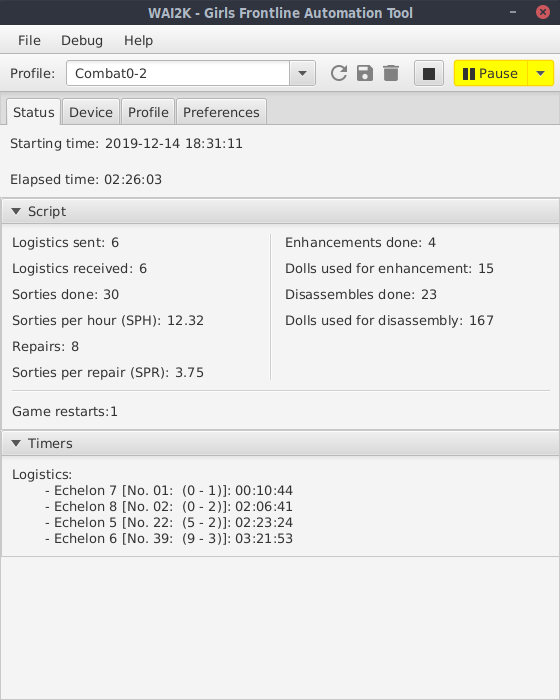 WAI2K - Girls Frontline Automation Tool
File Debug Help
Profile: Combat0-2 Pause
Status Device Profile Preferences
Starting time: 2019-12-14 18:31:11
Elapsed time: 02:26:03
Script
Logistics sent: 6
Logistics received: 6
Sorties done: 30
Sorties per hour (SPH): 12.32
Repairs: 8
Sorties per repair (SPR): 3.75
Enhancements done: 4
Dolls used for enhancement: 15
Disassembles done: 23
Dolls used for disassembly: 167
Game restarts:1
Timers
Logistics:
- Echelon 7 [No. 01: (0 - 1)]: 00:10:44
- Echelon 8 [No. 02: (0 - 2)]: 02:06:41
- Echelon 5 [No. 22: (5 - 2)]: 02:23:24
- Echelon 6 [No. 39: (9 - 3)]: 03:21:53